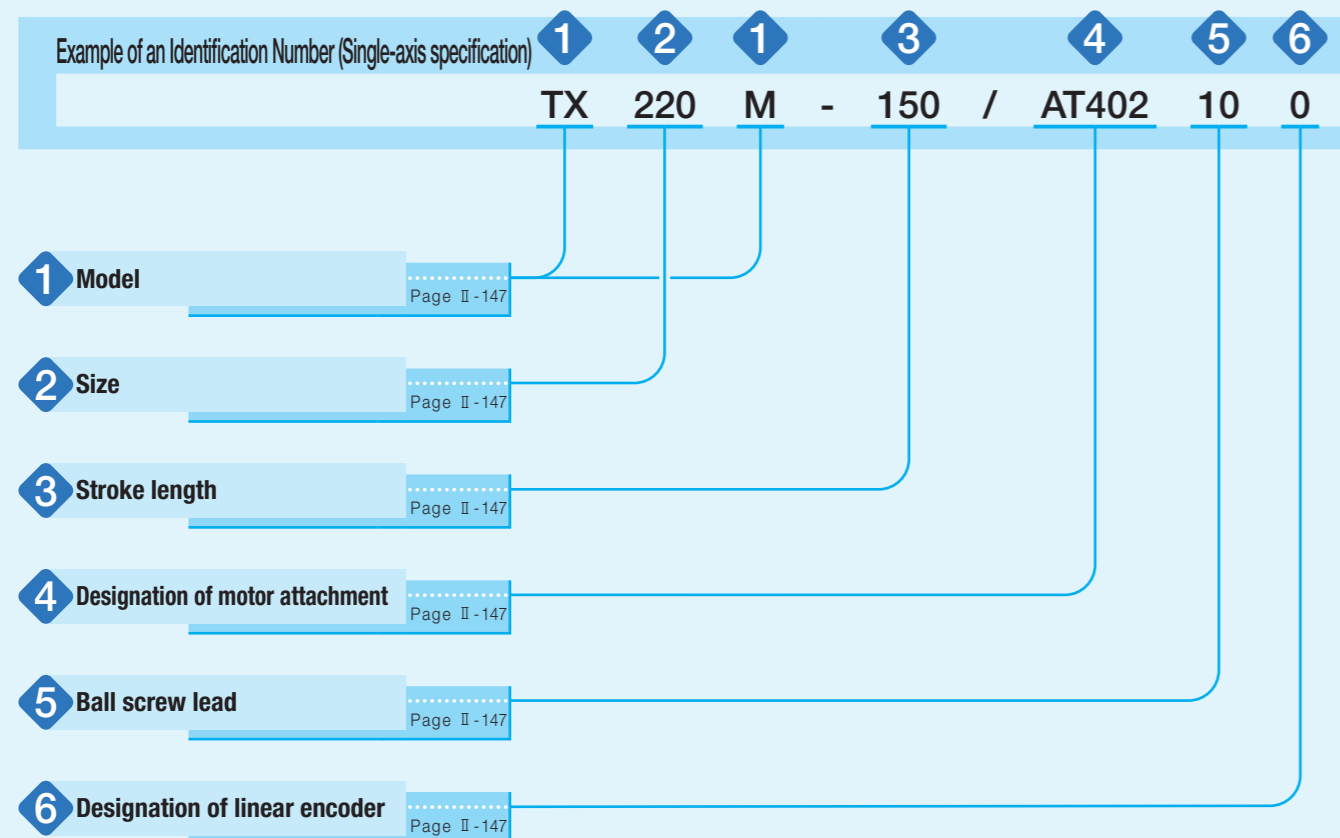 Example of an Identification Number (Single-axis specification) 1 2 1 3 4 5 6
TX 220 M - 150 / AT402 10 0
1 Model
Page Ⅱ-147
2 Size
Page Ⅱ-147
3 Stroke length
Page Ⅱ-147
4 Designation of motor attachment
Page Ⅱ-147
5 Ball screw lead
Page Ⅱ-147
6 Designation of linear encoder
Page Ⅱ-147